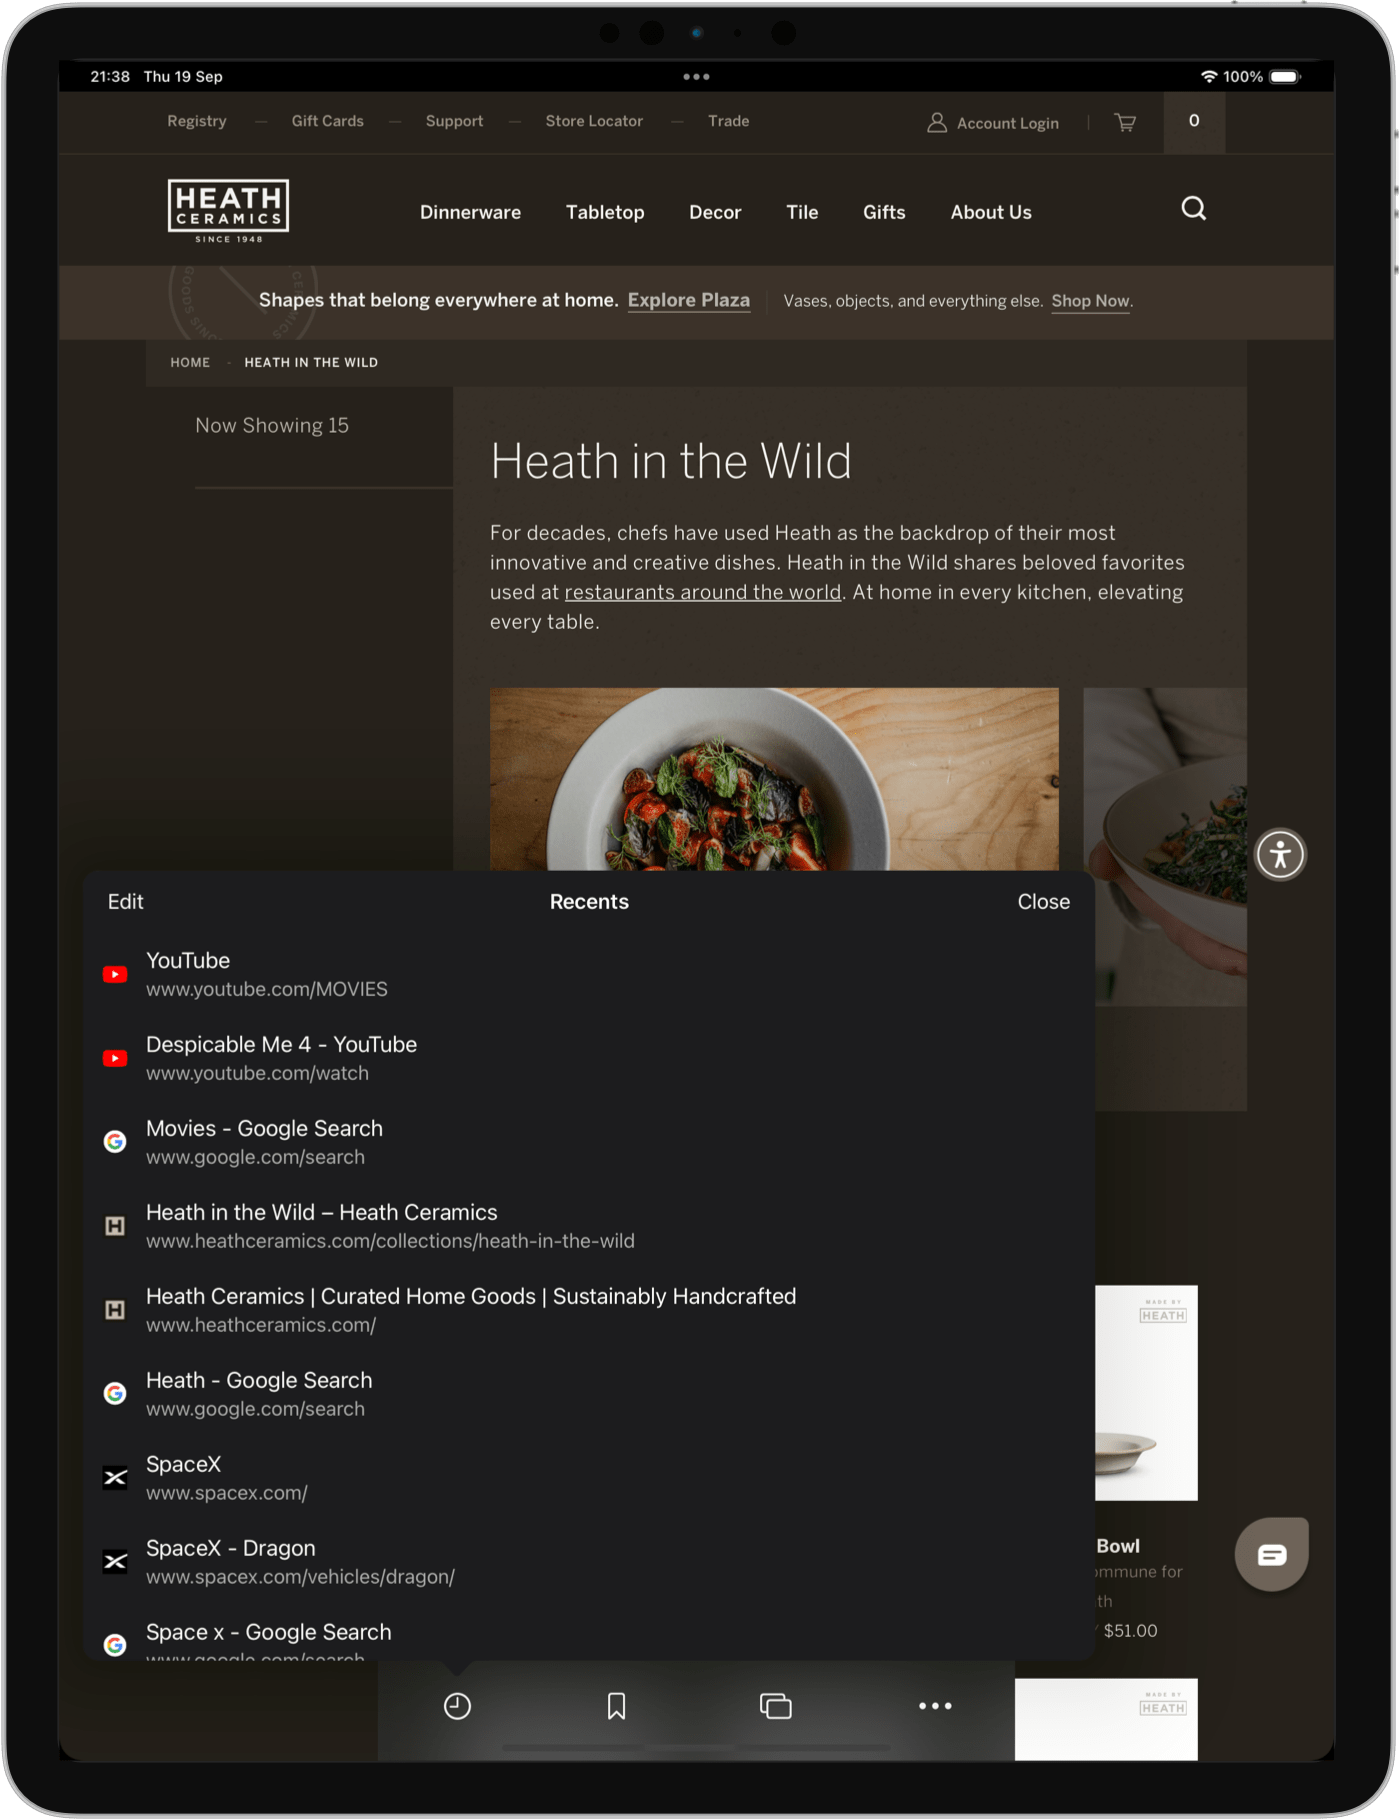 21:38 Thu 19 Sep
100%
Registry — Gift Cards — Support — Store Locator — Trade
Account Login
0
HEATH
CERAMICS
SINCE 1948
Dinnerware Tabletop Decor Tile Gifts About Us
Shapes that belong everywhere at home. Explore Plaza
Vases, objects, and everything else. Shop Now.
HOME - HEATH IN THE WILD
Now Showing 15
Heath in the Wild
For decades, chefs have used Heath as the backdrop of their most
innovative and creative dishes. Heath in the Wild shares beloved favorites
used at restaurants around the world. At home in every kitchen, elevating
every table.
Edit Recents Close
YouTube
www.youtube.com/MOVIES
Despicable Me 4 - YouTube
www.youtube.com/watch
Movies - Google Search
www.google.com/search
Heath in the Wild – Heath Ceramics
www.heathceramics.com/collections/heath-in-the-wild
Heath Ceramics | Curated Home Goods | Sustainably Handcrafted
www.heathceramics.com/
Heath - Google Search
www.google.com/search
SpaceX
www.spacex.com/
SpaceX - Dragon
www.spacex.com/vehicles/dragon/
Space x - Google Search
www.google.com/search
MADE BY
HEATH
Bowl
for
$51.00
MADE BY
HEATH